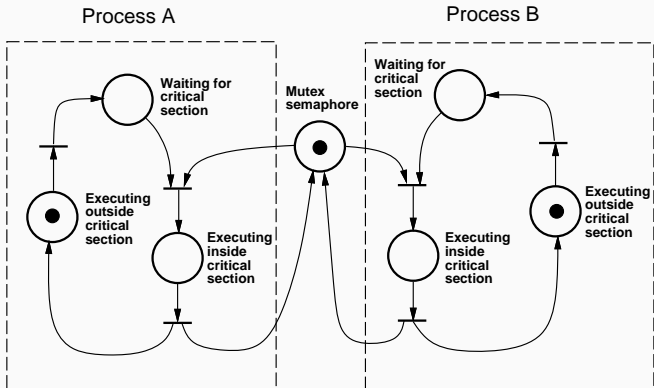 Process A
Process B
Waiting for
critical
section
Mutex
semaphore
Waiting for
critical
section
Executing
outside
critical
section
Executing
inside
critical
section
Executing
inside
critical
section
Executing
outside
critical
section